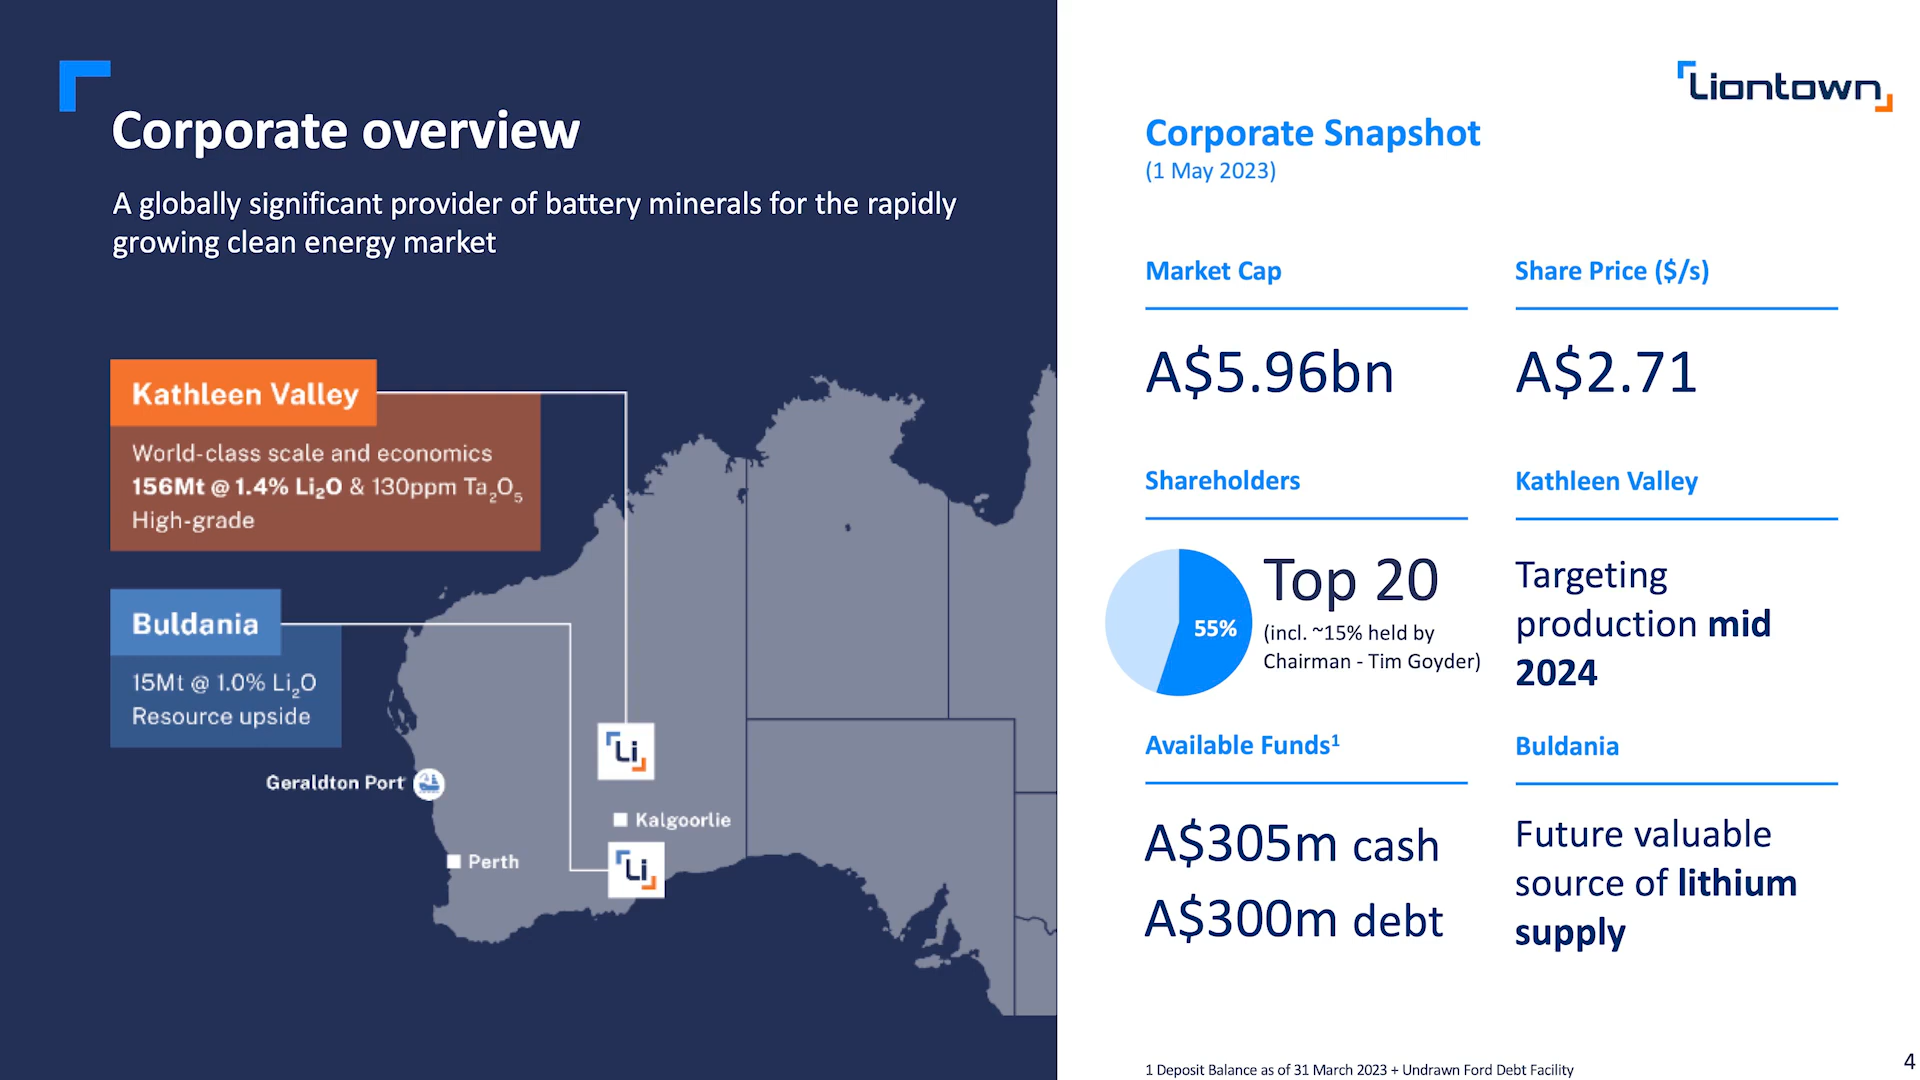 Corporate overview
A globally significant provider of battery minerals for the rapidly
growing clean energy market
Kathleen Valley
World-class scale and economics
156Mt @ 1.4% Li₂O & 130ppm Ta₂O₅
High-grade
Buldania
15Mt @ 1.0% Li₂O
Resource upside
Geraldton Port
Li
Kalgoorlie
Perth
Li
Liontown
Corporate Snapshot
(1 May 2023)
Market Cap
A$5.96bn
Share Price ($/s)
A$2.71
Shareholders
55%
Top 20
(incl. ~15% held by
Chairman - Tim Goyder)
Kathleen Valley
Targeting
production mid
2024
Available Funds¹
A$305m cash
A$300m debt
Buldania
Future valuable
source of lithium
supply
1 Deposit Balance as of 31 March 2023 + Undrawn Ford Debt Facility
4